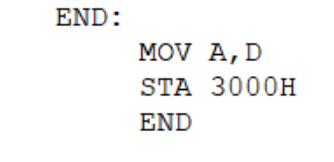 END:
MOV A,D
STA 3000H
END